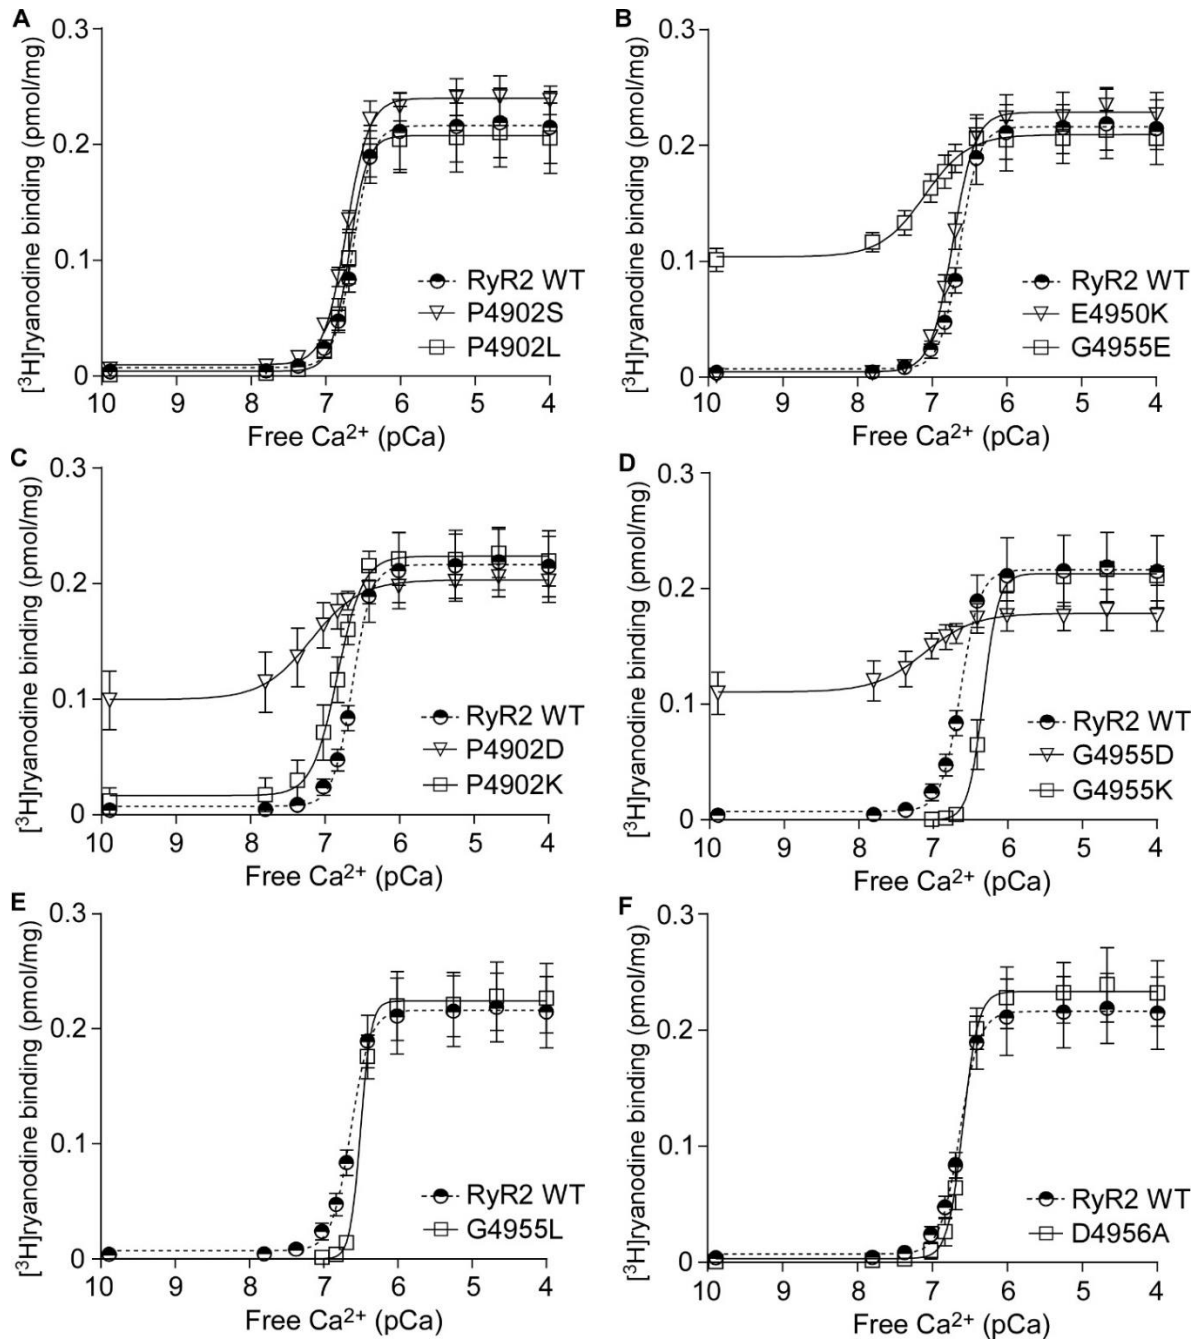 A
[³H]ryanodine binding (pmol/mg)
0.3
0.2
0.1
0
RyR2 WT
P4902S
P4902L
10 9 8 7 6 5 4
Free Ca²⁺ (pCa)
B
[³H]ryanodine binding (pmol/mg)
0.3
0.2
0.1
0
RyR2 WT
E4950K
G4955E
10 9 8 7 6 5 4
Free Ca²⁺ (pCa)
C
[³H]ryanodine binding (pmol/mg)
0.3
0.2
0.1
0
RyR2 WT
P4902D
P4902K
10 9 8 7 6 5 4
Free Ca²⁺ (pCa)
D
[³H]ryanodine binding (pmol/mg)
0.3
0.2
0.1
0
RyR2 WT
G4955D
G4955K
10 9 8 7 6 5 4
Free Ca²⁺ (pCa)
E
[³H]ryanodine binding (pmol/mg)
0.3
0.2
0.1
0
RyR2 WT
G4955L
10 9 8 7 6 5 4
Free Ca²⁺ (pCa)
F
[³H]ryanodine binding (pmol/mg)
0.3
0.2
0.1
0
RyR2 WT
D4956A
10 9 8 7 6 5 4
Free Ca²⁺ (pCa)